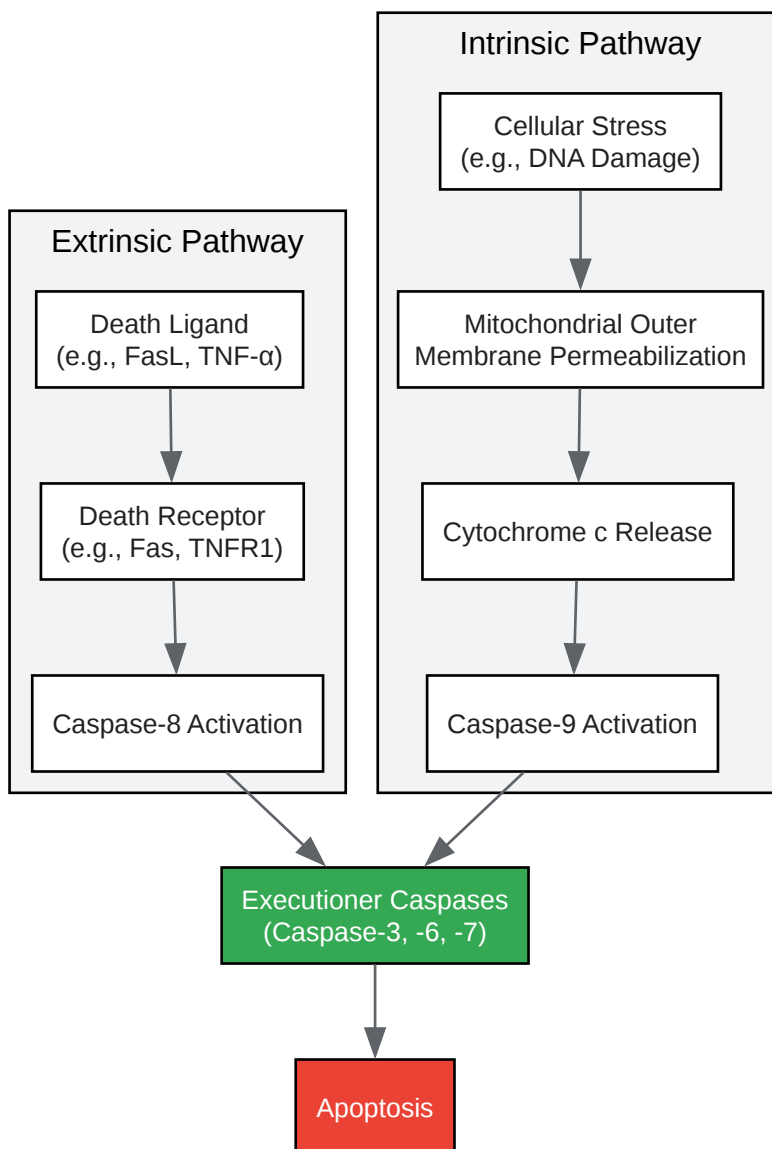 Intrinsic Pathway
Cellular Stress
(e.g., DNA Damage)
Extrinsic Pathway
Death Ligand
(e.g., FasL, TNF-α)
Mitochondrial Outer
Membrane Permeabilization
Death Receptor
(e.g., Fas, TNFR1)
Cytochrome c Release
Caspase-8 Activation
Caspase-9 Activation
Executioner Caspases
(Caspase-3, -6, -7)
Apoptosis